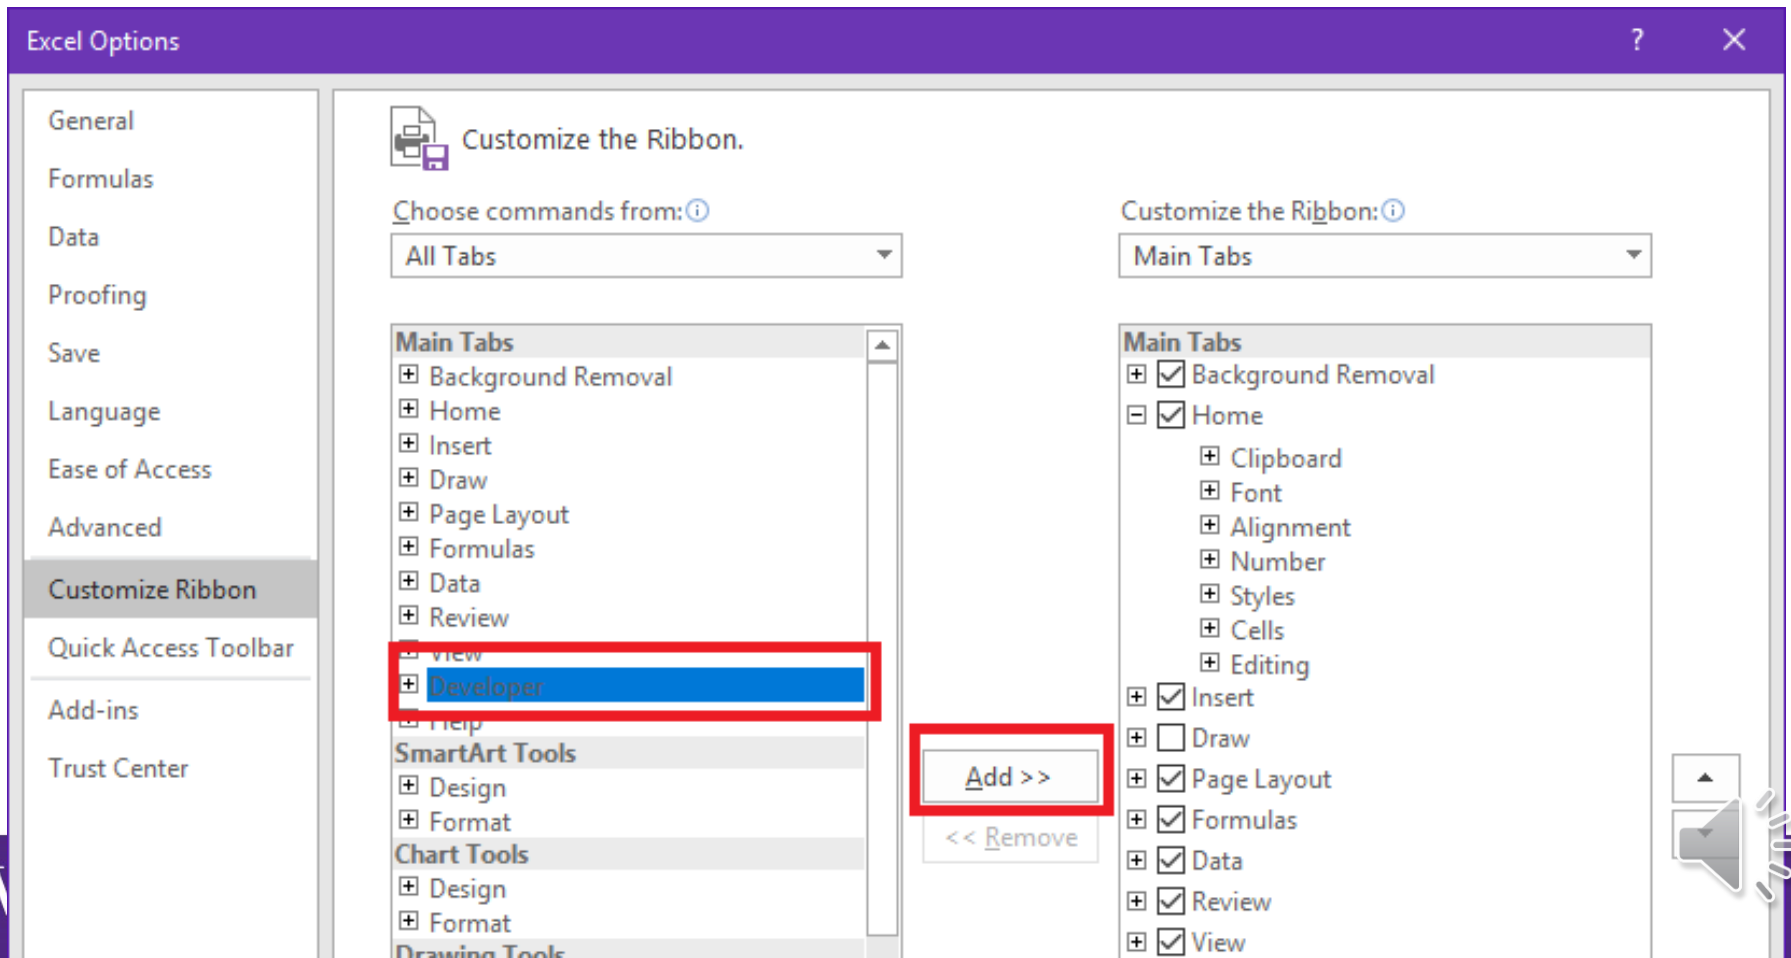 Excel Options
?
General
Formulas
Data
Proofing
Save
Language
Ease of Access
Advanced
Customize Ribbon
Quick Access Toolbar
Add-ins
Trust Center
Customize the Ribbon.
Choose commands from:
All Tabs
Main Tabs
Background Removal
Home
Insert
Draw
Page Layout
Formulas
Data
Review
View
Developer
Help
SmartArt Tools
Design
Format
Chart Tools
Design
Format
Drawing Tools
Add >>
<< Remove
Customize the Ribbon:
Main Tabs
Main Tabs
Background Removal
Home
Clipboard
Font
Alignment
Number
Styles
Cells
Editing
Insert
Draw
Page Layout
Formulas
Data
Review
View